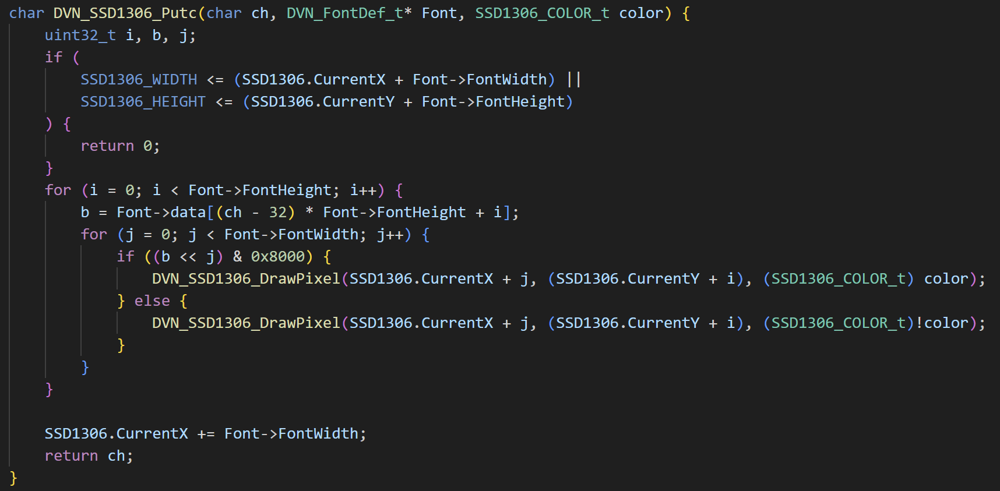 char DVN_SSD1306_Putc(char ch, DVN_FontDef_t* Font, SSD1306_COLOR_t color) {
    uint32_t i, b, j;
    if (
        SSD1306_WIDTH <= (SSD1306.CurrentX + Font->FontWidth) ||
        SSD1306_HEIGHT <= (SSD1306.CurrentY + Font->FontHeight)
    ) {
        return 0;
    }
    for (i = 0; i < Font->FontHeight; i++) {
        b = Font->data[(ch - 32) * Font->FontHeight + i];
        for (j = 0; j < Font->FontWidth; j++) {
            if ((b << j) & 0x8000) {
                DVN_SSD1306_DrawPixel(SSD1306.CurrentX + j, (SSD1306.CurrentY + i), (SSD1306_COLOR_t) color);
            } else {
                DVN_SSD1306_DrawPixel(SSD1306.CurrentX + j, (SSD1306.CurrentY + i), (SSD1306_COLOR_t)!color);
            }
        }
    }

    SSD1306.CurrentX += Font->FontWidth;
    return ch;
}